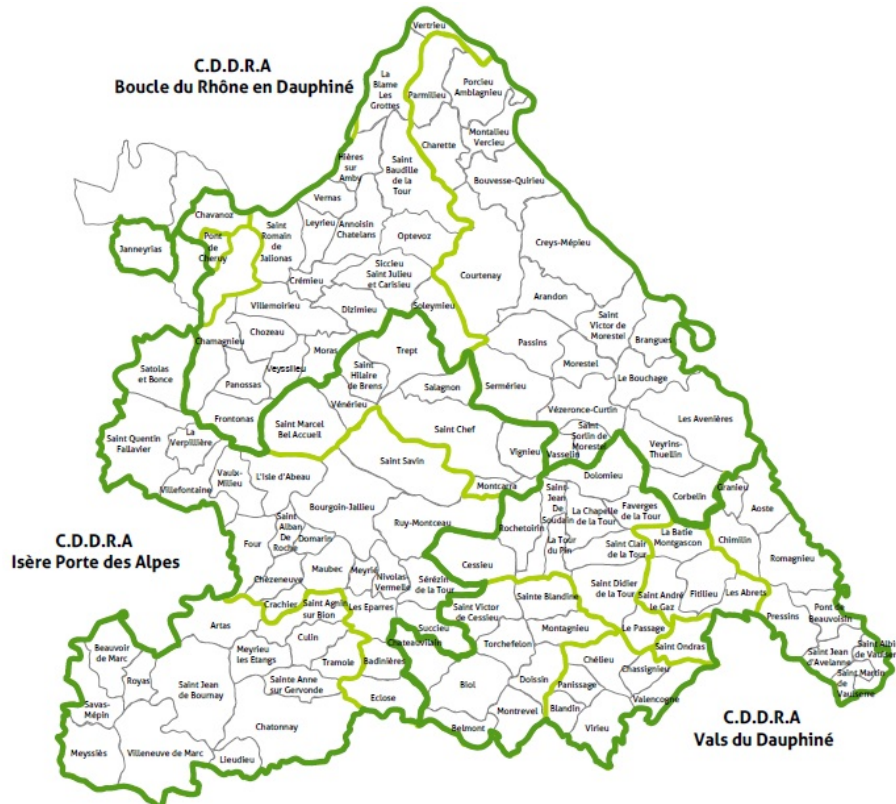 C.D.D.R.A
Boucle du Rhône en Dauphiné
Vertrieu
La
Blame
Les
Grottes
Parmilieu
Porcieu
Amblagnieu
Montalieu
Vercieu
Charette
Hières
sur
Amby
Saint
Baudille
de la
Tour
Bouvesse-Quirieu
Vernas
Chavanoz
Leyrieu
Annoisin
Chatelans
Optevoz
Saint
Romain
de
Jalionas
Janneyrias
Pont
de
Cheruy
Creys-Mépieu
Siccieu
Saint Julieu
et Carisieu
Courtenay
Crémieu
Arandon
Villemoirieu
Dizimieu
Soleymieu
Saint
Victor de
Morestel
Chozeau
Chamagnieu
Brangues
Passins
Moras
Trept
Veyssilieu
Morestel
Satolas
et Bonce
Saint
Hilaire
de Brens
Le Bouchage
Panossas
Salagnon
Sermérieu
Vénérieu
Vézeronce-Curtin
Frontonas
Les Avenières
Saint Marcel
Bel Accueil
Saint Chef
Saint
Sorlin de
Morestel
La
Verpillière
Saint Quentin
Fallavier
Vignieu
Vasselin
Veyrins-
Thuellin
Saint Savin
Dolomieu
Vaulx-
Milieu
L'Isle d'Abeau
Villefontaine
Montcarra
Saint-
Jean
De
Soudain
Granieu
Corbelin
Bourgoin-Jallieu
La Chapelle
de la Tour
Faverges
de la Tour
Aoste
Ruy-Montceau
Rochetoirin
Saint
Alban
De
Roche
La Batie
Montgascon
Chimilin
C.D.D.R.A
Isère Porte des Alpes
Four
Domarin
La Tour
du Pin
Saint Clair
de la Tour
Romagnieu
Cessieu
Maubec
Meyrié
Chèzeneuve
Nivolas
Vermelle
Sérézin
de la Tour
Saint Didier
de la Tour
Fitilieu
Les Abrets
Sainte Blandine
Saint André
le Gaz
Crachier
Saint Agnin
sur Bion
Les Eparres
Saint Victor
de Cessieu
Pressins
Pont de
Beauvoisin
Artas
Succieu
Montagnieu
Le Passage
Culin
Chateauvilain
Torchefelon
Saint Ondras
Beauvoir
de Marc
Meyrieu
les Etangs
Tramole
Badinières
Chélieu
Saint Jean
d'Avelanne
Saint Martin
de
Vaulserre
Royas
Saint Jean
de Bournay
Sainte Anne
sur Gervonde
Biol
Doissin
Chassignieu
Panissage
Savas-
Mépin
Eclose
Montrevel
Blandin
Valencogne
Chatonnay
Belmont
Virieu
Meyssiès
Villeneuve de Marc
Lieudieu
C.D.D.R.A
Vals du Dauphiné